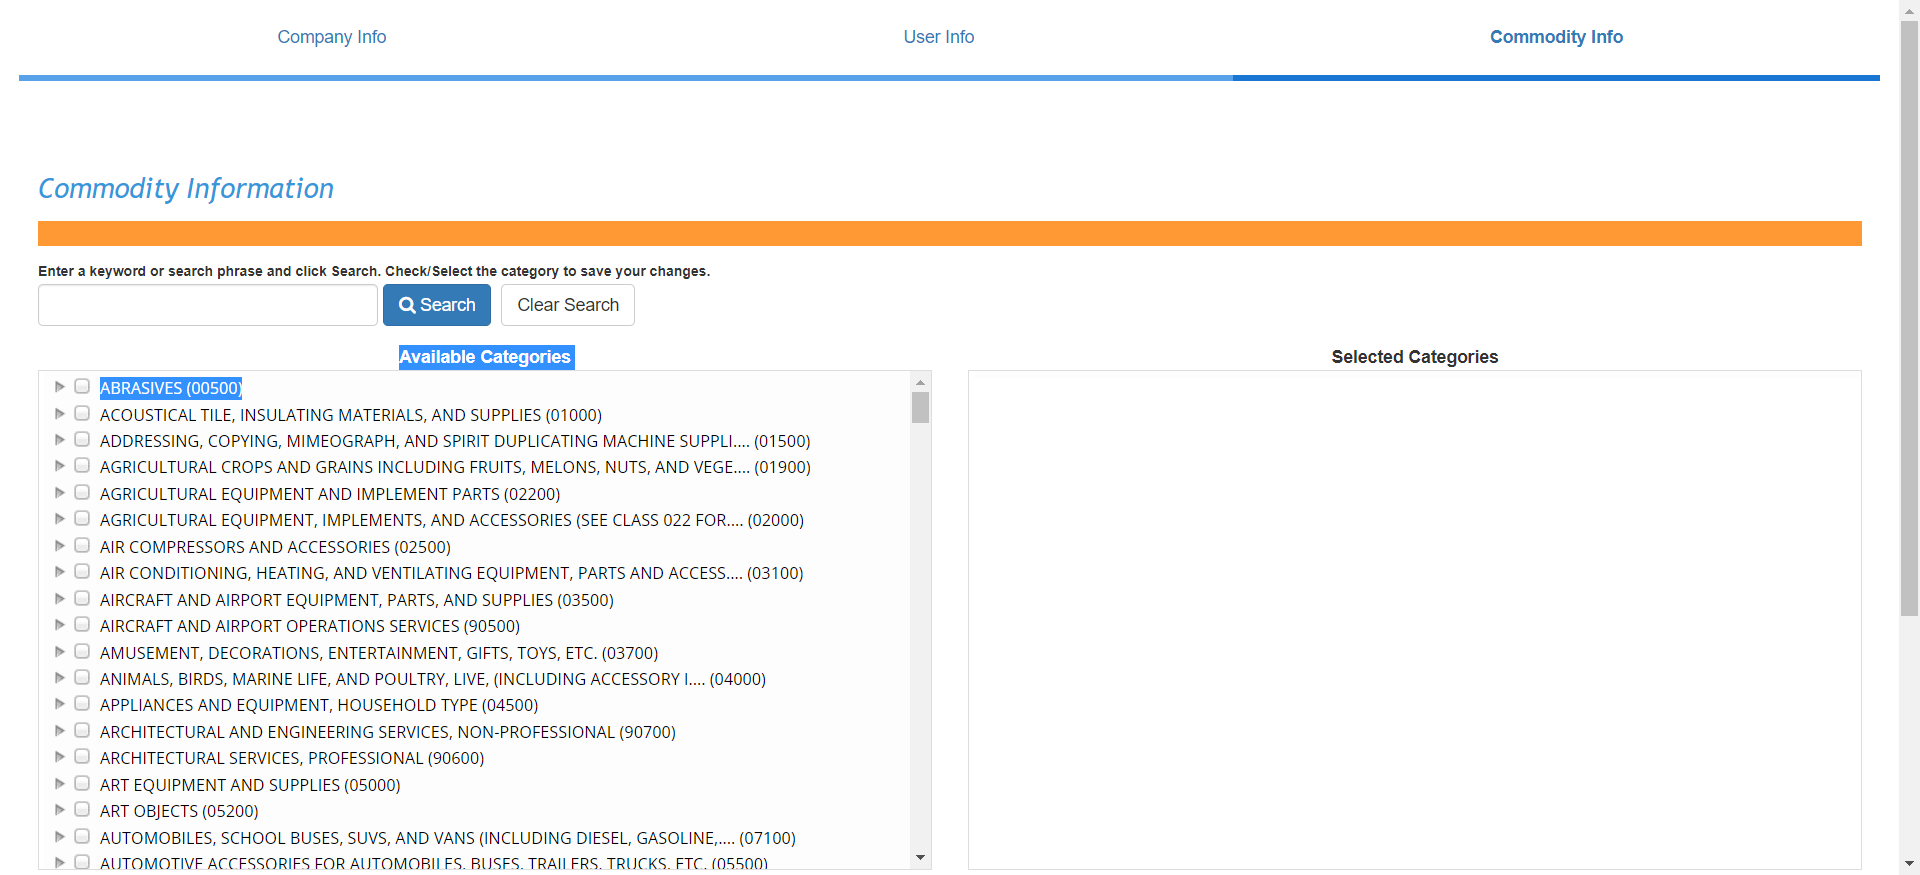 Company Info
User Info
Commodity Info
Commodity Information
Enter a keyword or search phrase and click Search. Check/Select the category to save your changes.
Search
Clear Search
Available Categories
Selected Categories
ABRASIVES (00500)
ACOUSTICAL TILE, INSULATING MATERIALS, AND SUPPLIES (01000)
ADDRESSING, COPYING, MIMEOGRAPH, AND SPIRIT DUPLICATING MACHINE SUPPLI.... (01500)
AGRICULTURAL CROPS AND GRAINS INCLUDING FRUITS, MELONS, NUTS, AND VEGE.... (01900)
AGRICULTURAL EQUIPMENT AND IMPLEMENT PARTS (02200)
AGRICULTURAL EQUIPMENT, IMPLEMENTS, AND ACCESSORIES (SEE CLASS 022 FOR.... (02000)
AIR COMPRESSORS AND ACCESSORIES (02500)
AIR CONDITIONING, HEATING, AND VENTILATING EQUIPMENT, PARTS AND ACCESS.... (03100)
AIRCRAFT AND AIRPORT EQUIPMENT, PARTS, AND SUPPLIES (03500)
AIRCRAFT AND AIRPORT OPERATIONS SERVICES (90500)
AMUSEMENT, DECORATIONS, ENTERTAINMENT, GIFTS, TOYS, ETC. (03700)
ANIMALS, BIRDS, MARINE LIFE, AND POULTRY, LIVE, (INCLUDING ACCESSORY I.... (04000)
APPLIANCES AND EQUIPMENT, HOUSEHOLD TYPE (04500)
ARCHITECTURAL AND ENGINEERING SERVICES, NON-PROFESSIONAL (90700)
ARCHITECTURAL SERVICES, PROFESSIONAL (90600)
ART EQUIPMENT AND SUPPLIES (05000)
ART OBJECTS (05200)
AUTOMOBILES, SCHOOL BUSES, SUVS, AND VANS (INCLUDING DIESEL, GASOLINE,.... (07100)
AUTOMOTIVE ACCESSORIES FOR AUTOMOBILES, BUSES, TRAILERS, TRUCKS, ETC. (05500)